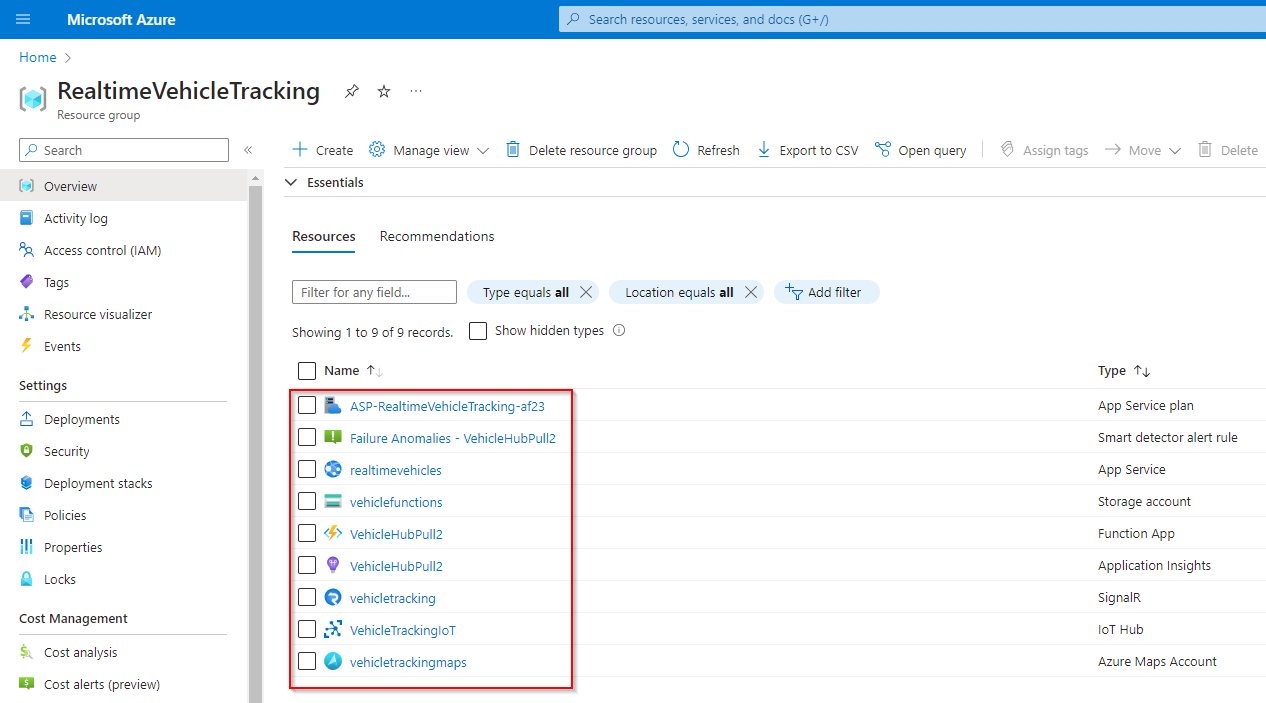 Microsoft Azure
Search resources, services, and docs (G+/)
Home
RealtimeVehicleTracking
Resource group
Search
Create Manage view Delete resource group Refresh Export to CSV Open query Assign tags Move Delete
Overview
Activity log
Access control (IAM)
Tags
Resource visualizer
Events
Settings
Deployments
Security
Deployment stacks
Policies
Properties
Locks
Cost Management
Cost analysis
Cost alerts (preview)
Essentials
Resources Recommendations
Filter for any field... Type equals all Location equals all Add filter
Showing 1 to 9 of 9 records. Show hidden types
Name Type
ASP-RealtimeVehicleTracking-af23 App Service plan
Failure Anomalies - VehicleHubPull2 Smart detector alert rule
realtimevehicles App Service
vehiclefunctions Storage account
VehicleHubPull2 Function App
VehicleHubPull2 Application Insights
vehicletracking SignalR
VehicleTrackingIoT IoT Hub
vehicletrackingmaps Azure Maps Account